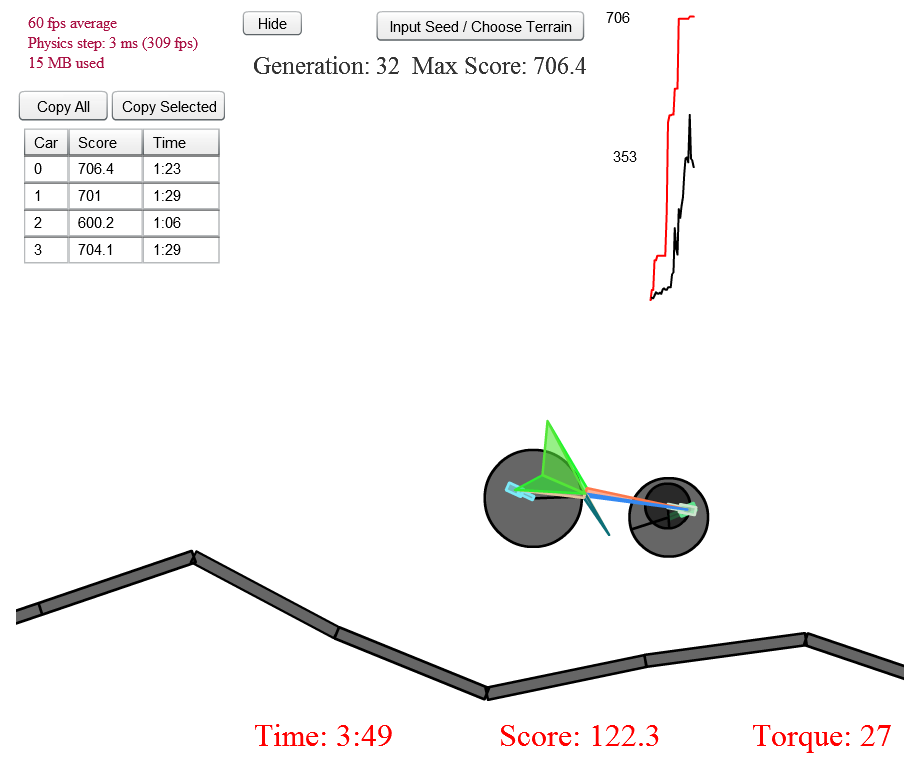 60 fps average
Physics step: 3 ms (309 fps)
15 MB used
Hide
Input Seed / Choose Terrain
Generation: 32 Max Score: 706.4
706
353
Copy All Copy Selected
Car Score Time
0 706.4 1:23
1 701 1:29
2 600.2 1:06
3 704.1 1:29
Time: 3:49 Score: 122.3 Torque: 27